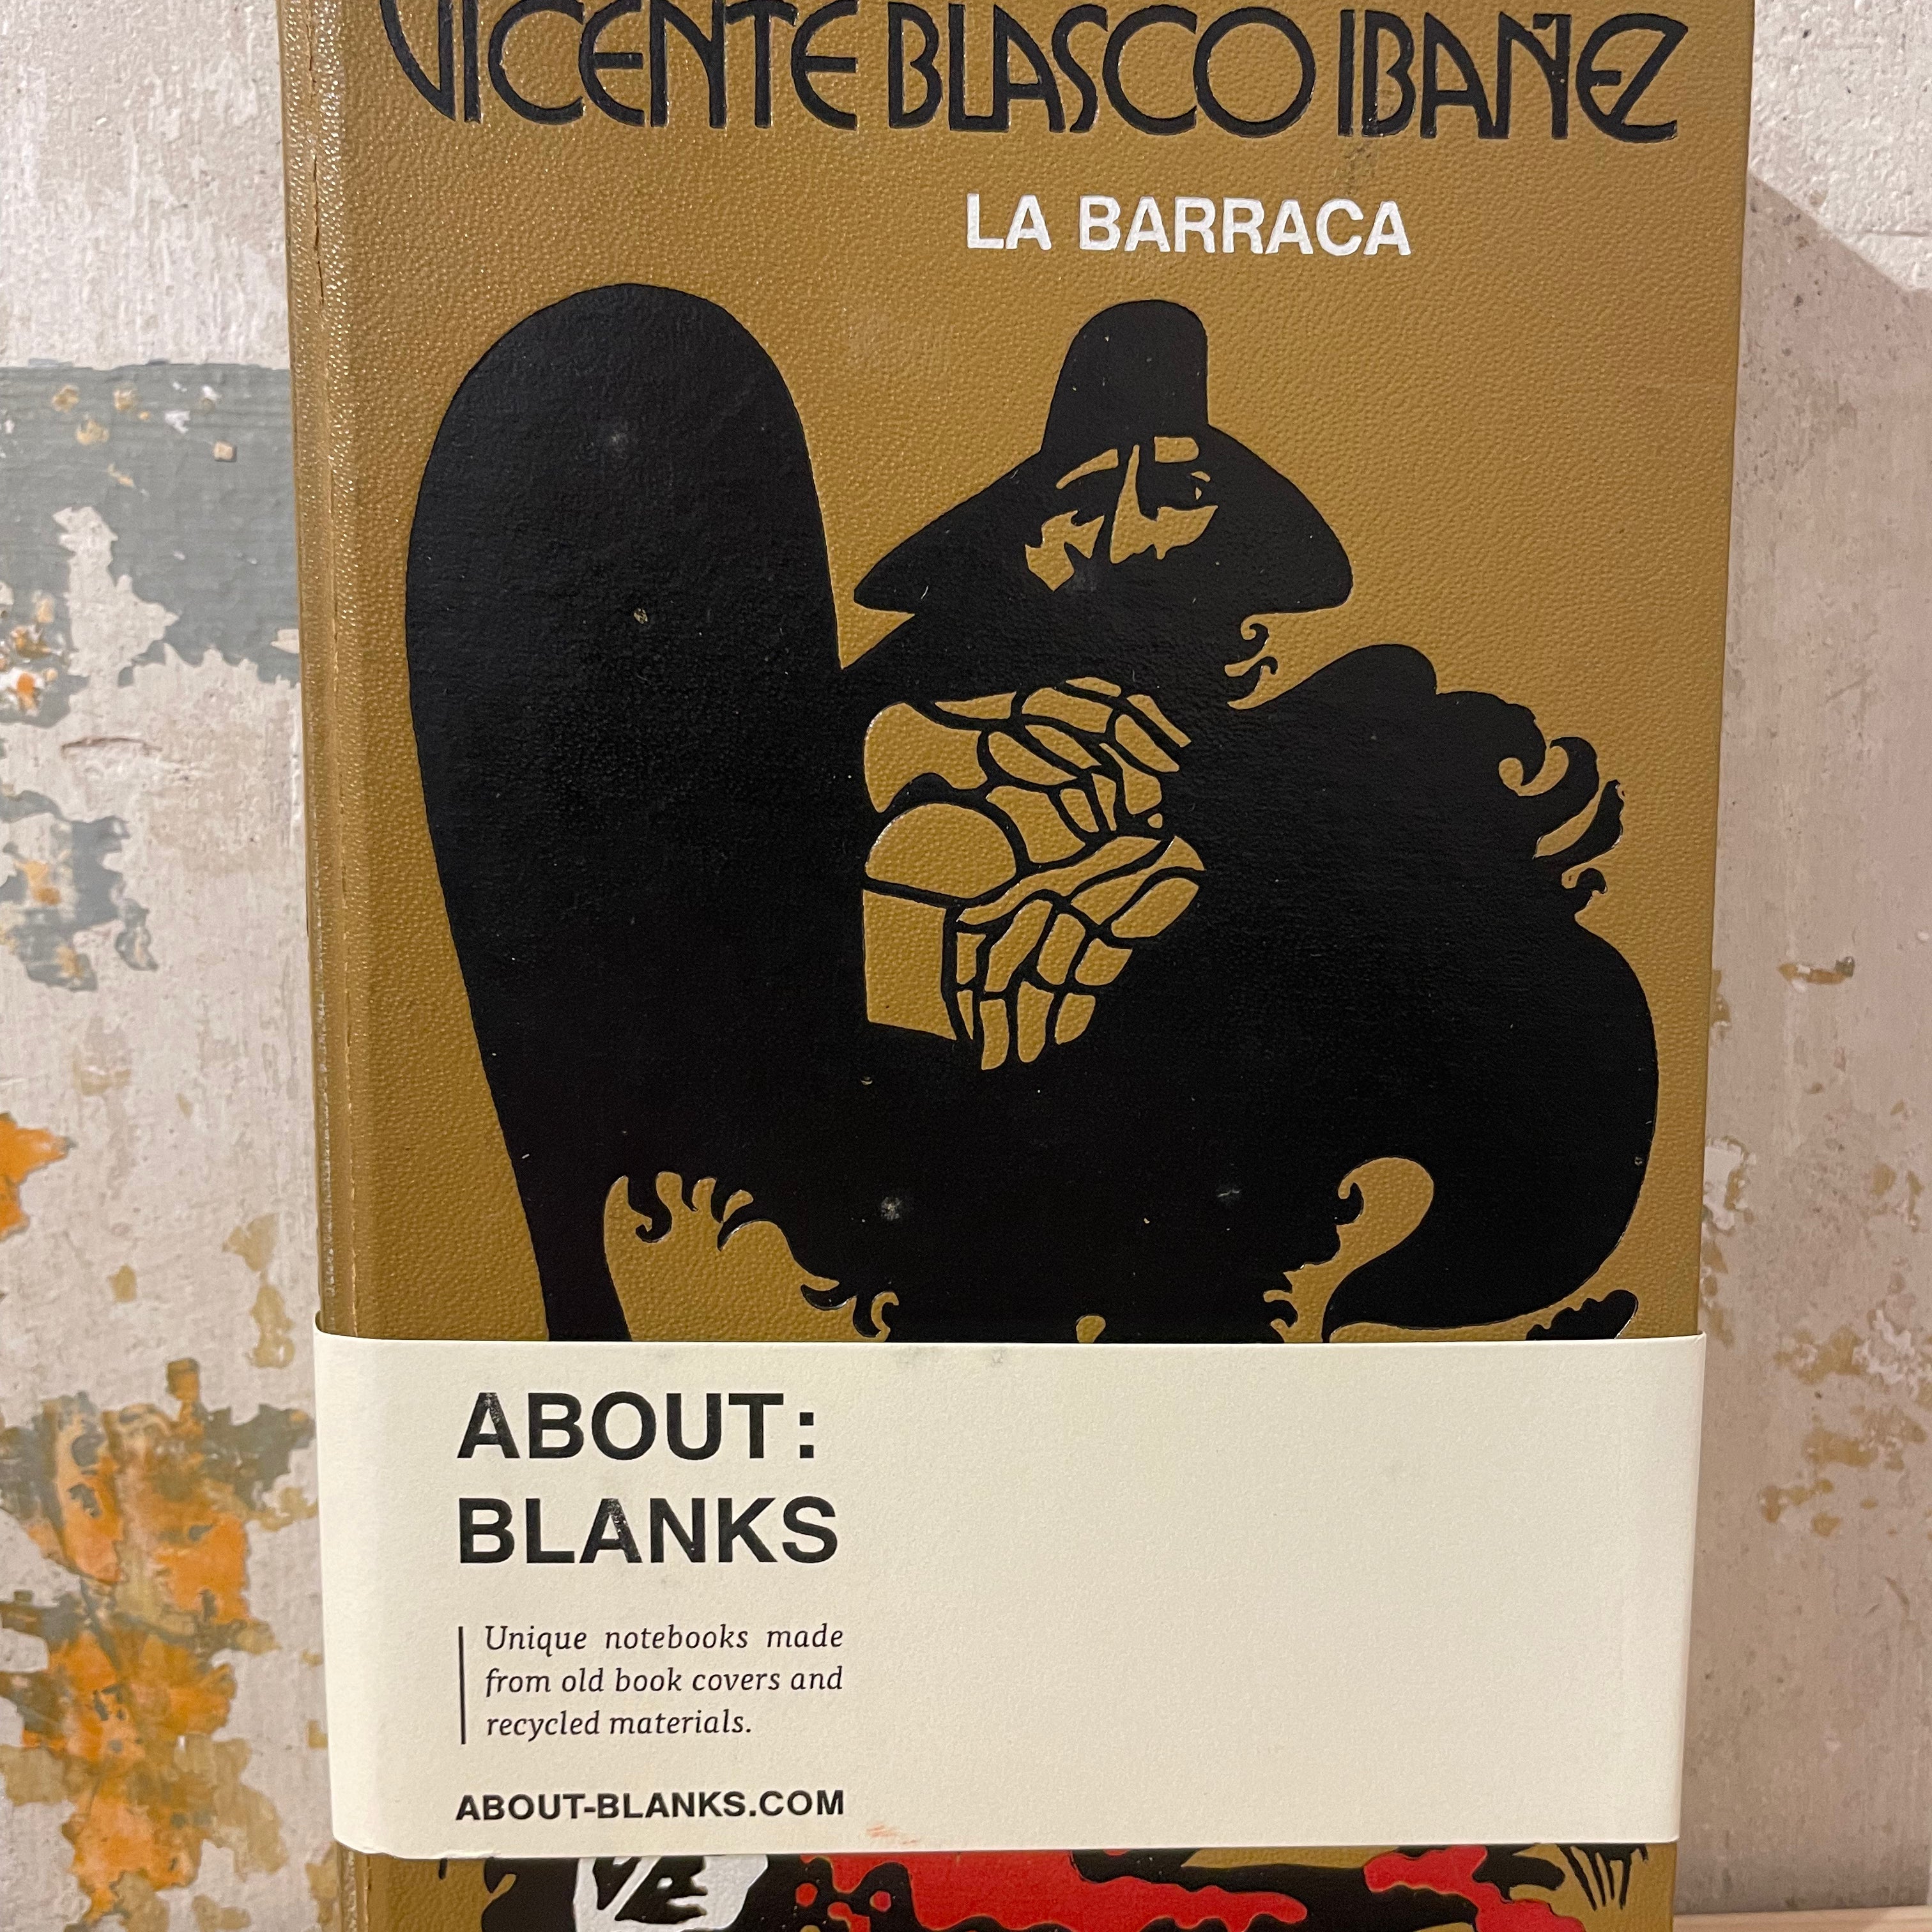 VICENTE BLASCO IBAÑEZ
LA BARRACA
ABOUT:
BLANKS
Unique notebooks made
from old book covers and
recycled materials.
ABOUT-BLANKS.COM